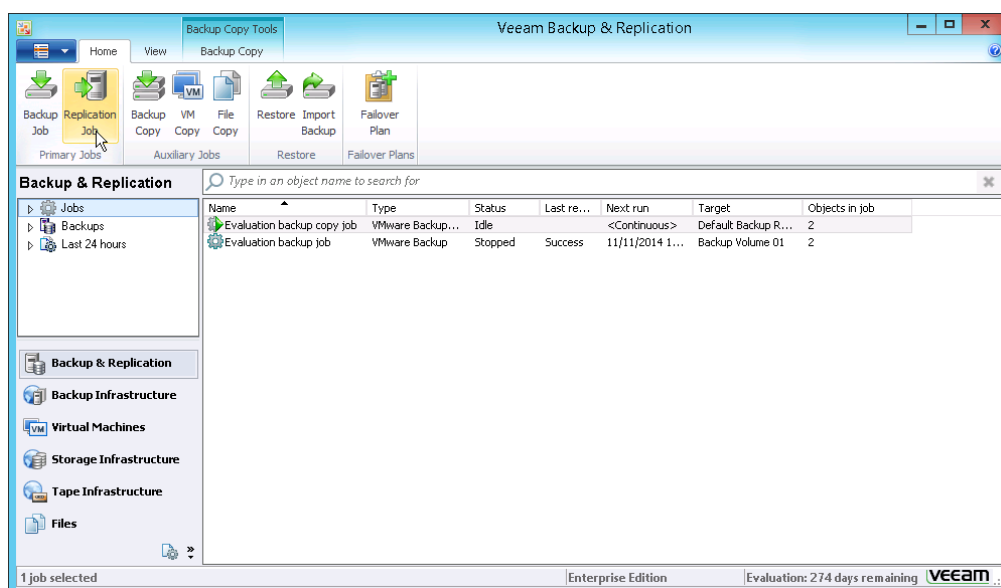 Backup Copy Tools
Veeam Backup & Replication
Home View Backup Copy
Backup Job
Replication Job
Backup Copy
VM
VM Copy
File Copy
Restore
Import Backup
Failover Plan
Primary Jobs
Auxiliary Jobs
Restore
Failover Plans
Backup & Replication
Type in an object name to search for
Jobs
Backups
Last 24 hours
Name Type Status Last re... Next run Target Objects in job
Evaluation backup copy job VMware Backup... Idle <Continuous> Default Backup R... 2
Evaluation backup job VMware Backup Stopped Success 11/11/2014 1... Backup Volume 01 2
Backup & Replication
Backup Infrastructure
VM Virtual Machines
Storage Infrastructure
Tape Infrastructure
Files
1 job selected
Enterprise Edition
Evaluation: 274 days remaining
veeam